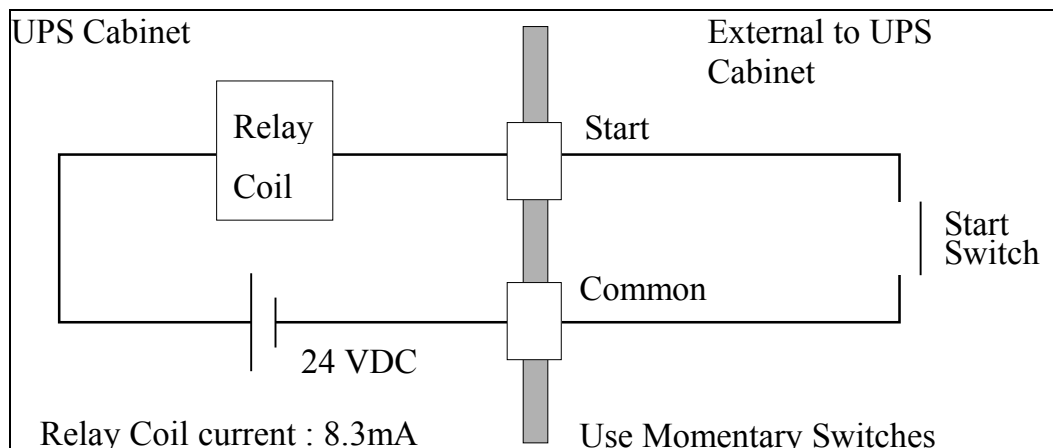 UPS Cabinet
External to UPS
Cabinet
Relay
Coil
Start
Start
Switch
Common
24 VDC
Relay Coil current : 8.3mA
Use Momentary Switches